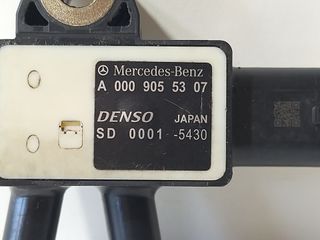 Mercedes-Benz
A 000 905 53 07
DENSO JAPAN
SD 0001-5430